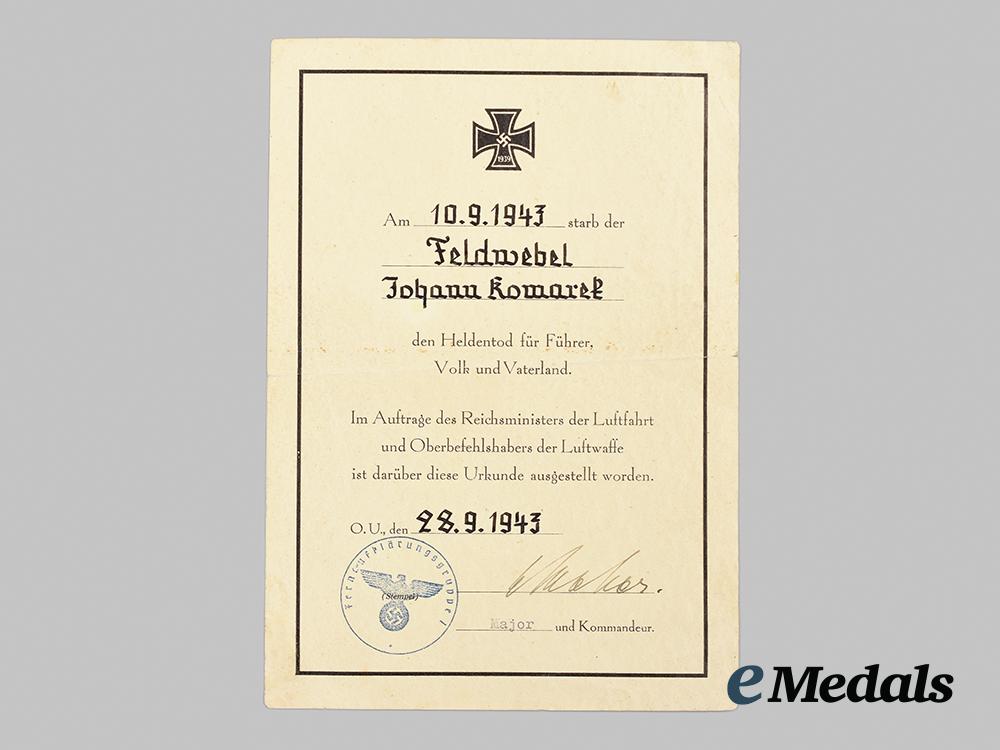 1939
Am 10.9.1943 starb der
Feldwebel
Johann Komarek
den Heldentod für Führer,
Volk und Vaterland.
Im Auftrage des Reichsministers der Luftfahrt
und Oberbefehlshabers der Luftwaffe
ist darüber diese Urkunde ausgestellt worden.
O.U., den 28.9.1943
(Stempel)
Major und Kommandeur.
eMedals